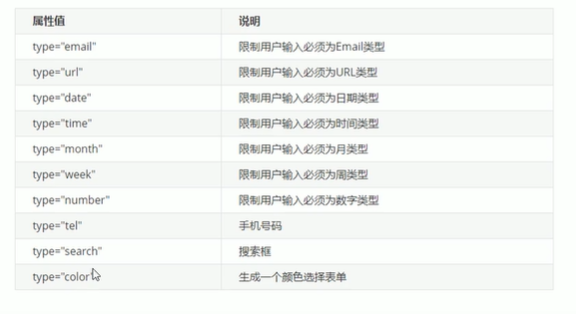 属性值 说明
type="email" 限制用户输入必须为Email类型
type="url" 限制用户输入必须为URL类型
type="date" 限制用户输入必须为日期类型
type="time" 限制用户输入必须为时间类型
type="month" 限制用户输入必须为月类型
type="week" 限制用户输入必须为周类型
type="number" 限制用户输入必须为数字类型
type="tel" 手机号码
type="search" 搜索框
type="color" 生成一个颜色选择表单